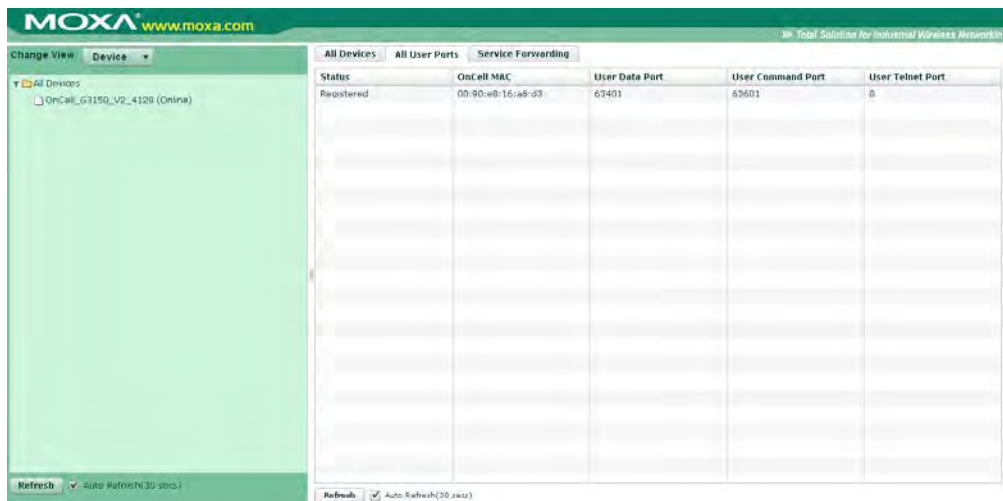 MOXA® www.moxa.com
Total Solution for Industrial Wireless Networkin
Change View Device
All Devices
OnCell_G3150_V2_4128 (Online)
Refresh Auto Refresh(30 secs)
All Devices All User Ports Service Forwarding
Status OnCell MAC User Data Port User Command Port User Telnet Port
Registered 00:90:e8:16:a8:d3 63401 63601 0
Refresh Auto Refresh(30 secs)